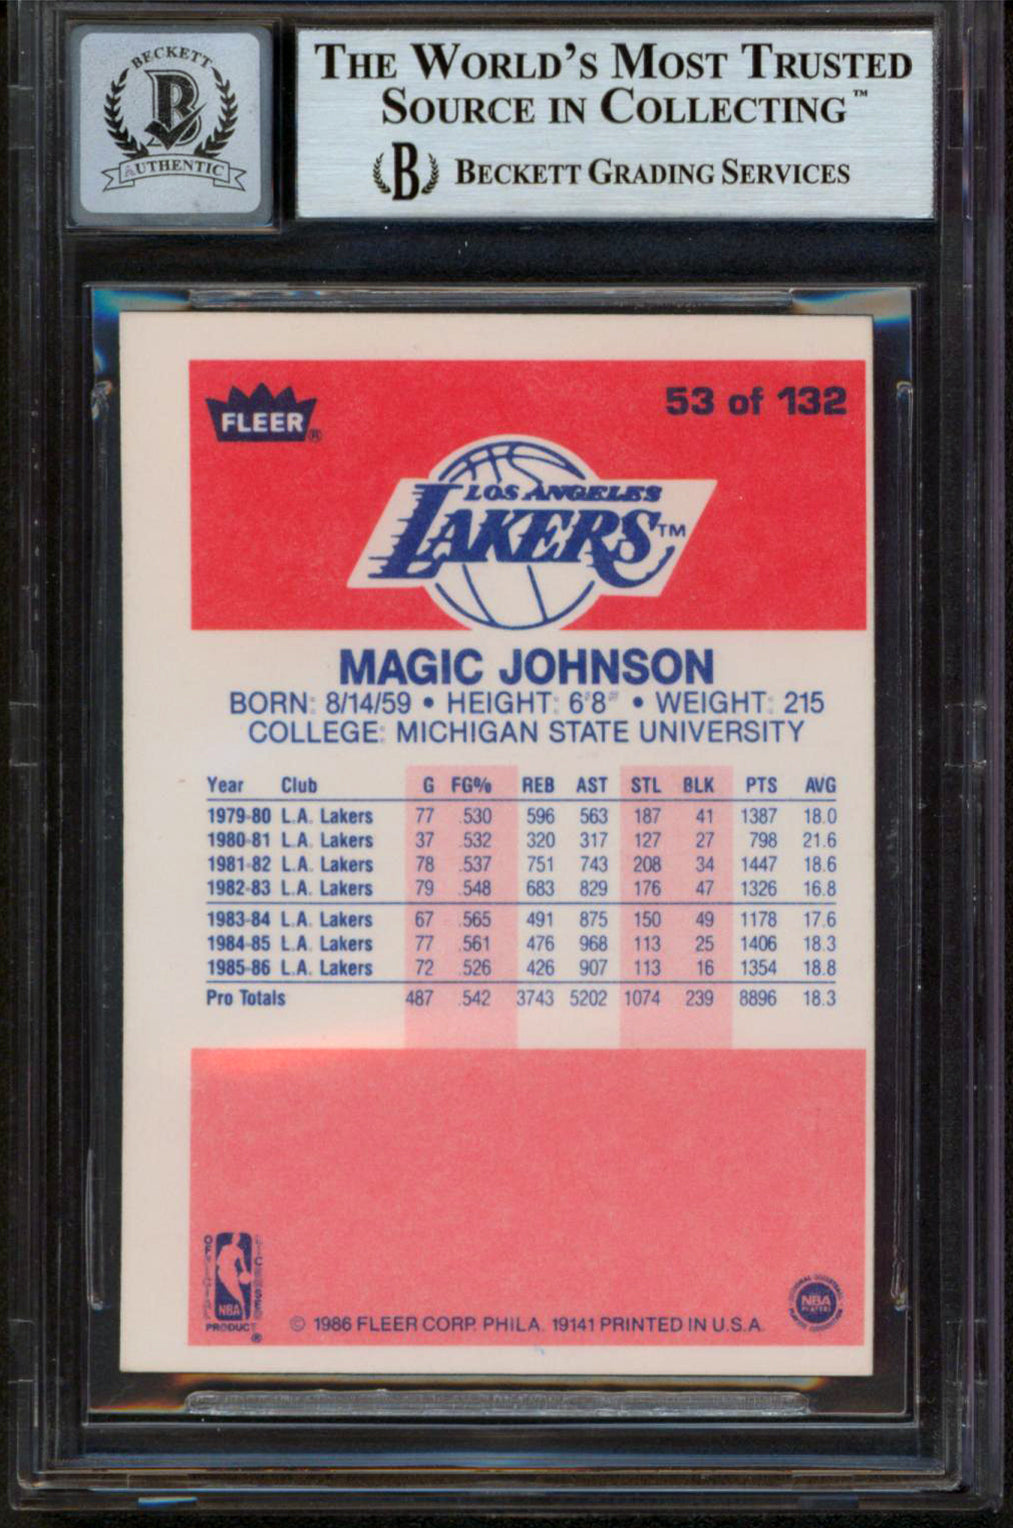 BECKETT
B
AUTHENTIC
THE WORLD'S MOST TRUSTED
SOURCE IN COLLECTING™
B BECKETT GRADING SERVICES
FLEER®
53 of 132
LOS ANGELES
LAKERS™
MAGIC JOHNSON
BORN: 8/14/59 • HEIGHT: 6'8" • WEIGHT: 215
COLLEGE: MICHIGAN STATE UNIVERSITY
Year Club G FG% REB AST STL BLK PTS AVG
1979-80 L.A. Lakers 77 .530 596 563 187 41 1387 18.0
1980-81 L.A. Lakers 37 .532 320 317 127 27 798 21.6
1981-82 L.A. Lakers 78 .537 751 743 208 34 1447 18.6
1982-83 L.A. Lakers 79 .548 683 829 176 47 1326 16.8
1983-84 L.A. Lakers 67 .565 491 875 150 49 1178 17.6
1984-85 L.A. Lakers 77 .561 476 968 113 25 1406 18.3
1985-86 L.A. Lakers 72 .526 426 907 113 16 1354 18.8
Pro Totals 487 .542 3743 5202 1074 239 8896 18.3
OFFICIAL
LICENSED
NBA
PRODUCT
®
© 1986 FLEER CORP. PHILA. 19141 PRINTED IN U.S.A.
NBA
PLAYERS